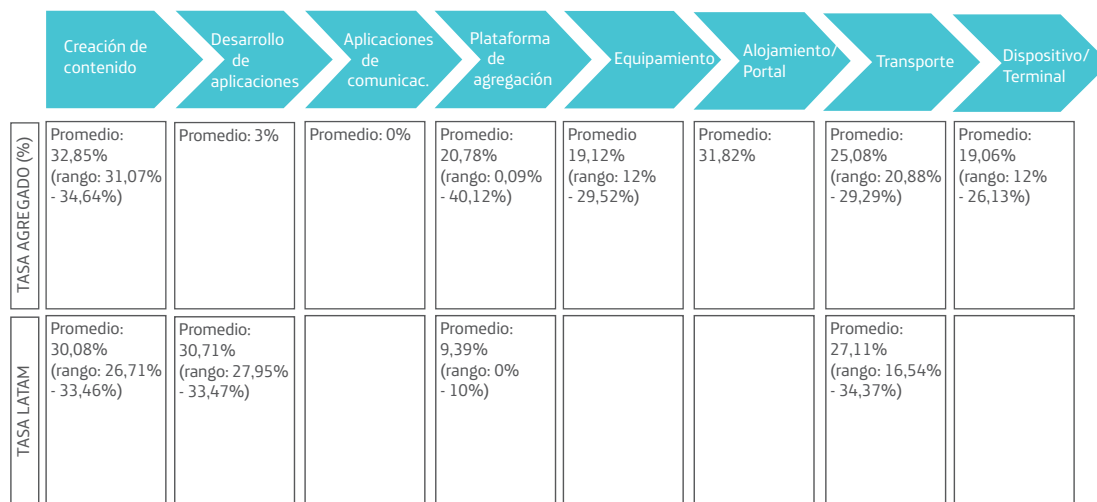 Creación de
contenido
Desarrollo
de
aplicaciones
Aplicaciones
de
comunicac.
Plataforma
de
agregación
Equipamiento
Alojamiento/
Portal
Transporte
Dispositivo/
Terminal
TASA AGREGADO (%)
Promedio:
32,85%
(rango: 31,07%
- 34,64%)
Promedio: 3%
Promedio: 0%
Promedio:
20,78%
(rango: 0,09%
- 40,12%)
Promedio
19,12%
(rango: 12%
- 29,52%)
Promedio:
31,82%
Promedio:
25,08%
(rango: 20,88%
- 29,29%)
Promedio:
19,06%
(rango: 12%
- 26,13%)
TASA LATAM
Promedio:
30,08%
(rango: 26,71%
- 33,46%)
Promedio:
30,71%
(rango: 27,95%
- 33,47%)
Promedio:
9,39%
(rango: 0%
- 10%)
Promedio:
27,11%
(rango: 16,54%
- 34,37%)